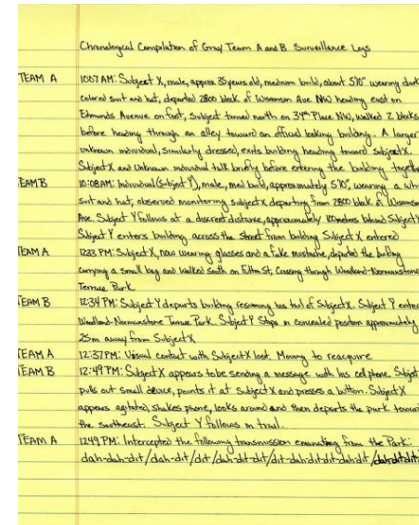 Chronological Compilation of Gray Team A and B Surveillance Logs
TEAM A 10:07 AM: Subject X, male, approx 35 years old, medium build, about 5'10" wearing dark
colored suit and hat, departed 2800 block of Wisconsin Ave NW heading east on
Edmunds Avenue on foot, subject turned north on 37th Place NW, walked 2 blocks
before heading through an alley toward an official looking building. A larger
unknown individual, similarly dressed, exits building heading toward subject X.
Subject X and unknown individual talk briefly before entering the building together
TEAM B 10:08AM: Individual (Subject Y), male, med build, approximately 5'10", wearing a
suit and hat, observed monitoring subject X departing from 2800 block of Wisconsin
Ave. Subject Y follows at a discreet distance, approximately 100meters behind Subject X
Subject Y enters building across the street from building Subject X entered
TEAM A 12:33 PM: Subject X, now wearing glasses and a fake mustache, departed the building
carrying a small bag and walked south on Fulton St, Crossing through Woodland-Normanstone
Terrace Park
TEAM B 12:34 PM: Subject Y departs building resuming his tail of Subject X. Subject Y enters
Woodland-Normanstone Terrace Park. Subject Y Stops in concealed position approximately
25m away from Subject X
TEAM A 12:37PM: Visual contact with Subject X lost. Moving to reacquire
TEAM B 12:49 PM: Subject X appears to be sending a message with his cell phone. Subject
pulls out small device, points it at Subject X and presses a button. Subject X
appears agitated, shakes phone, looks around and then departs the park toward
the southeast. Subject Y follows in trail.
TEAM A 12:49 PM: Intercepted the following transmission emanating from the Park:
dah-dah-dit/dah-dit/dit/dah-dit-dit/dit-dah-dit-dit-dah-dit/